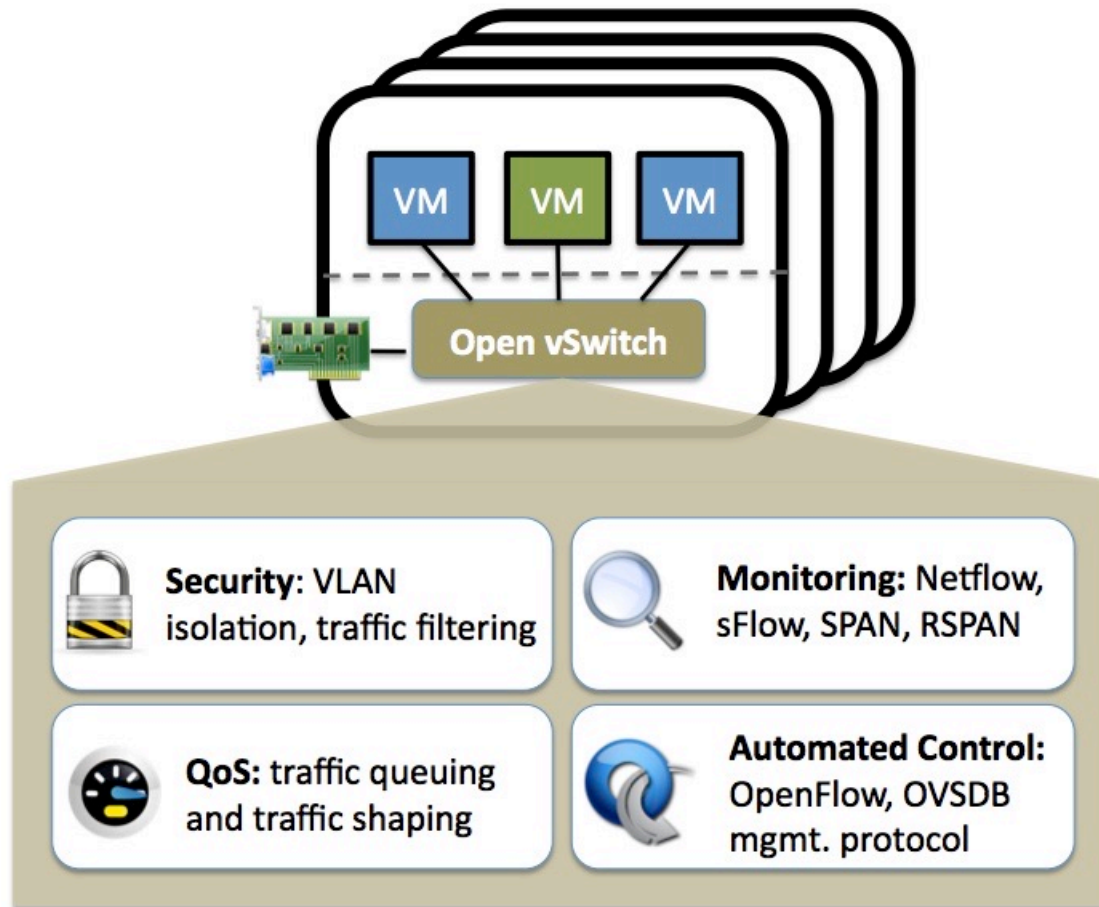 VM VM VM
Open vSwitch
Security: VLAN
isolation, traffic filtering
Monitoring: Netflow,
sFlow, SPAN, RSPAN
QoS: traffic queuing
and traffic shaping
Automated Control:
OpenFlow, OVSDB
mgmt. protocol